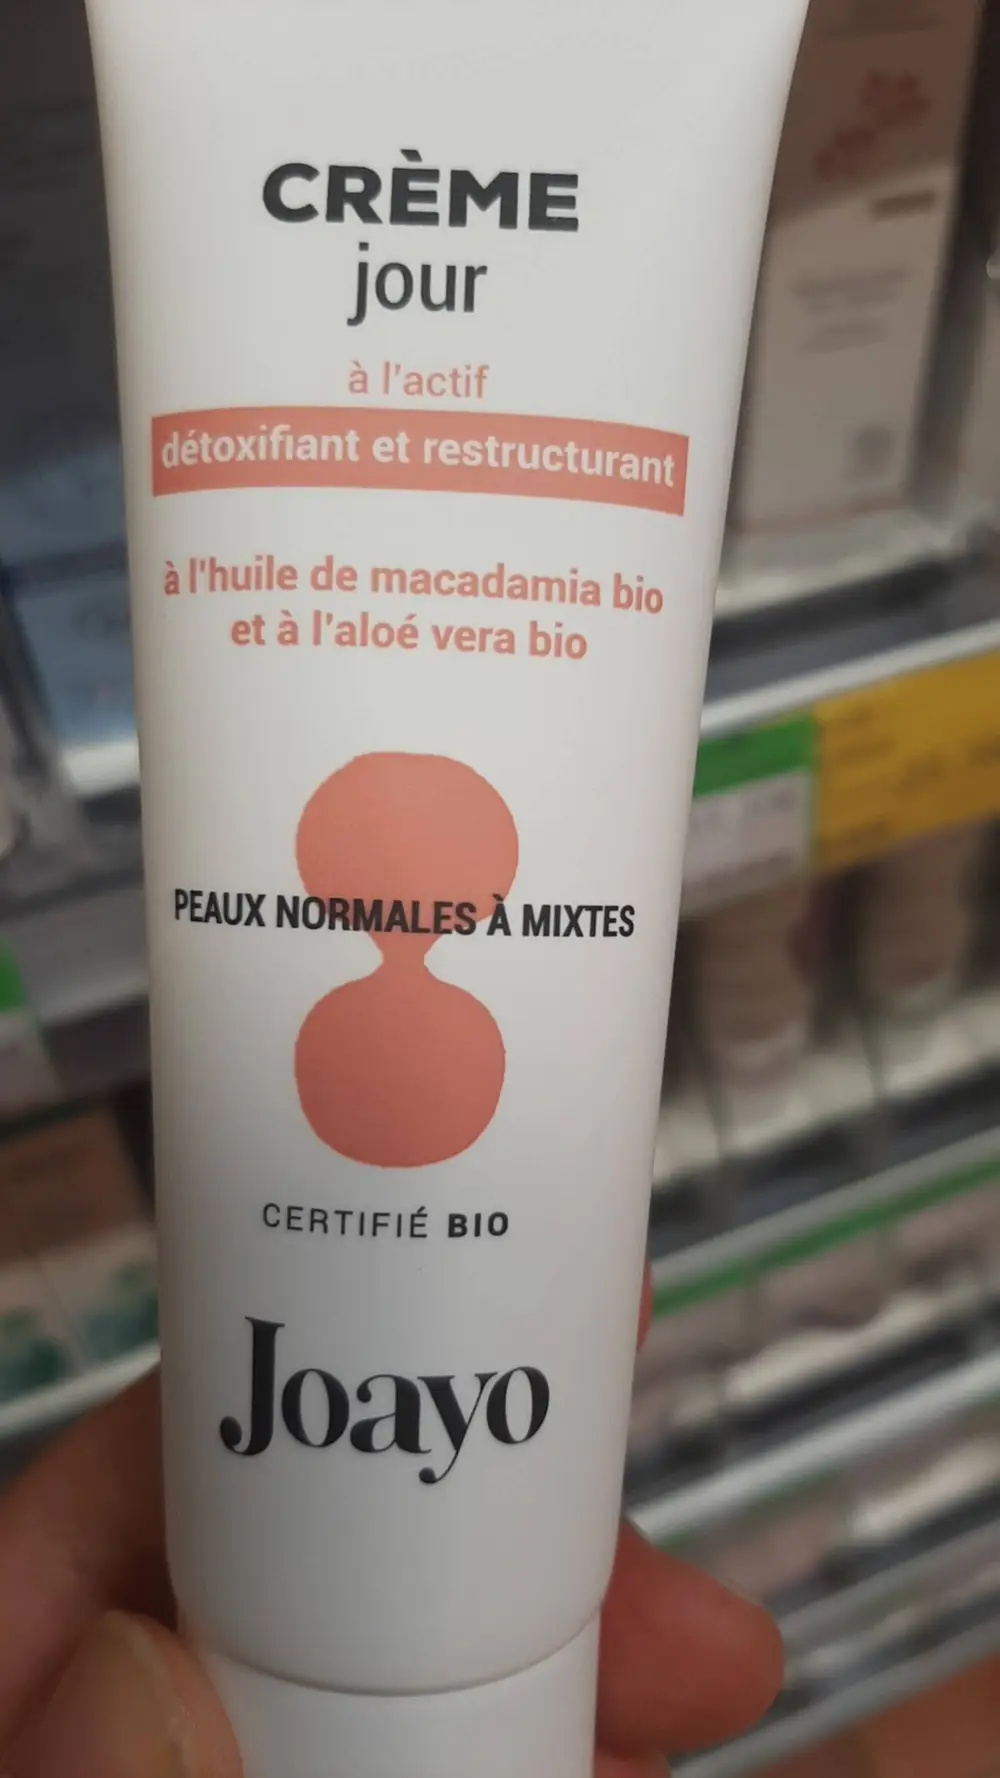 CRÈME
jour
à l'actif
détoxifiant et restructurant
à l'huile de macadamia bio
et à l'aloé vera bio
PEAUX NORMALES À MIXTES
CERTIFIÉ BIO
Joayo